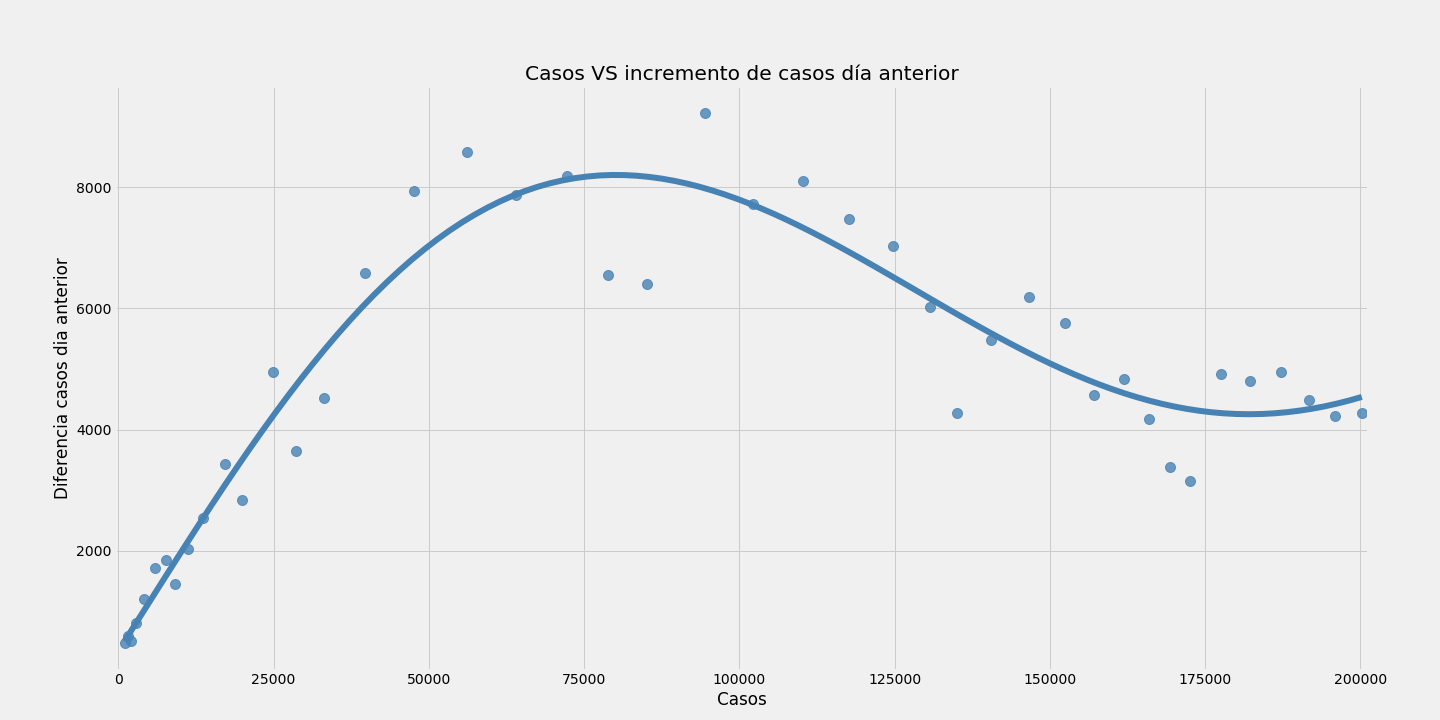 Casos VS incremento de casos día anterior
Diferencia casos dia anterior
8000
6000
4000
2000
0 25000 50000 75000 100000 125000 150000 175000 200000
Casos